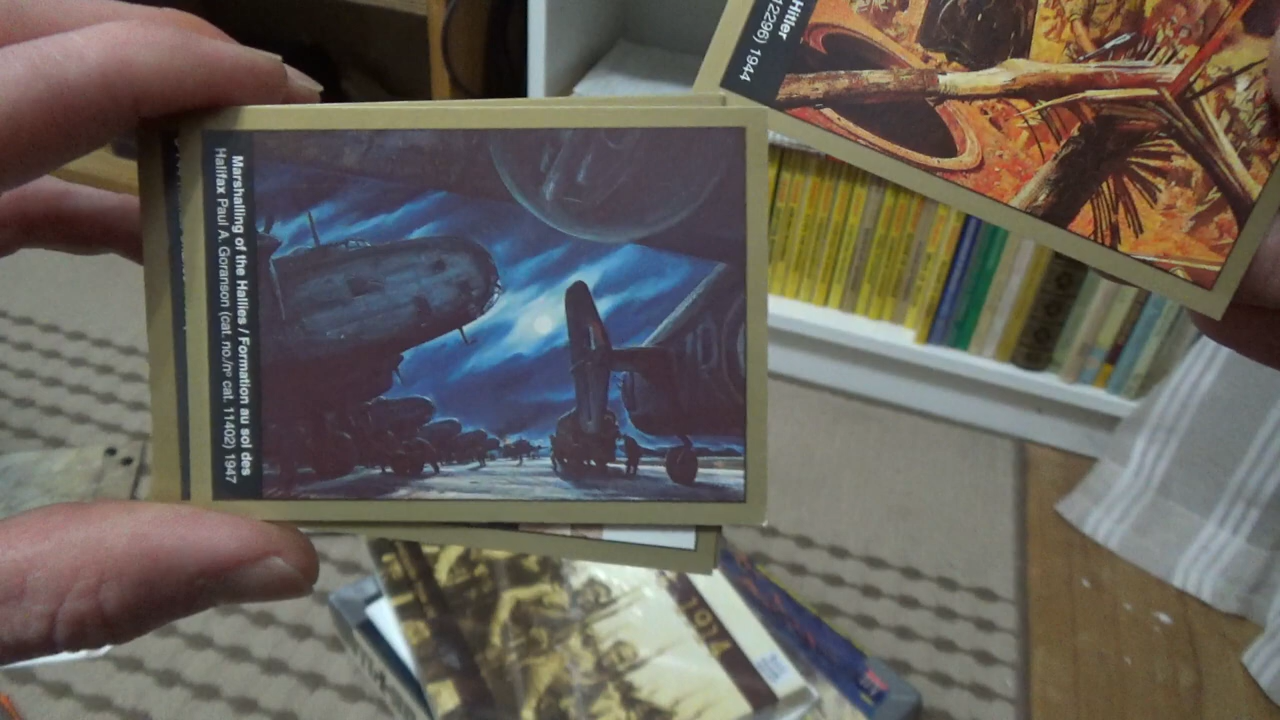 Marshalling of the Hallies / Formation au sol des
Halifax Paul A. Goranson (cat. no./nº cat. 11402) 1947
Hitler
12296) 1944